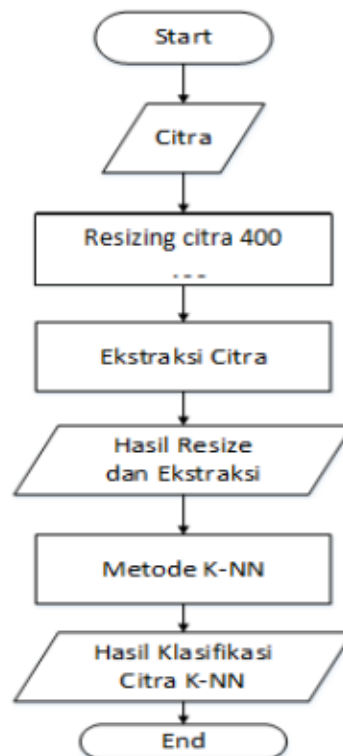 Start
Citra
Resizing citra 400
Ekstraksi Citra
Hasil Resize
dan Ekstraksi
Metode K-NN
Hasil Klasifikasi
Citra K-NN
End